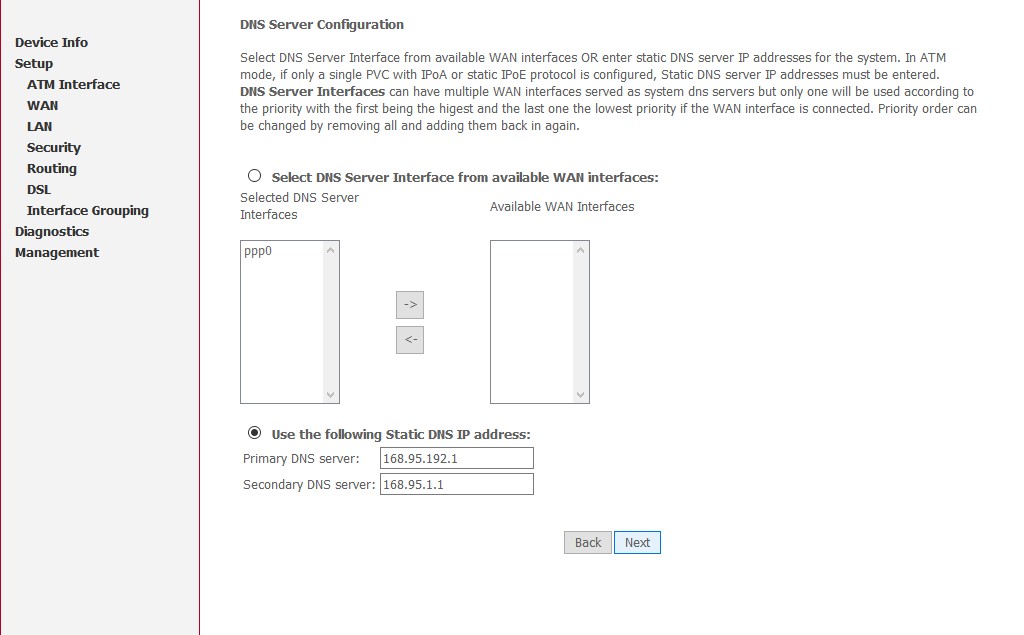 Device Info
Setup
ATM Interface
WAN
LAN
Security
Routing
DSL
Interface Grouping
Diagnostics
Management
DNS Server Configuration
Select DNS Server Interface from available WAN interfaces OR enter static DNS server IP addresses for the system. In ATM
mode, if only a single PVC with IPoA or static IPoE protocol is configured, Static DNS server IP addresses must be entered.
DNS Server Interfaces can have multiple WAN interfaces served as system dns servers but only one will be used according to
the priority with the first being the higest and the last one the lowest priority if the WAN interface is connected. Priority order can
be changed by removing all and adding them back in again.
Select DNS Server Interface from available WAN interfaces:
Selected DNS Server
Interfaces
Available WAN Interfaces
ppp0
->
<-
Use the following Static DNS IP address:
Primary DNS server: 168.95.192.1
Secondary DNS server: 168.95.1.1
Back Next